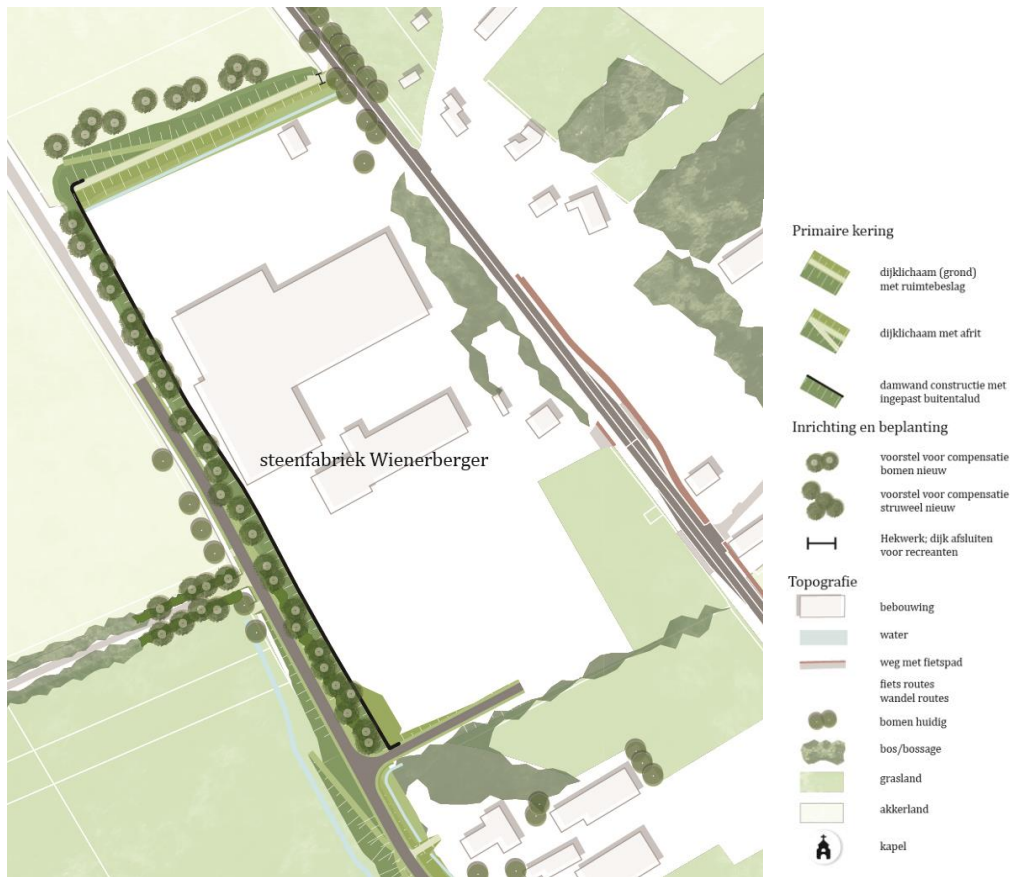 steenfabriek Wienerberger
Primaire kering
dijklichaam (grond)
met ruimtebeslag
dijklichaam met afrit
damwand constructie met
ingepast buitentalud
Inrichting en beplanting
voorstel voor compensatie
bomen nieuw
voorstel voor compensatie
struweel nieuw
Hekwerk; dijk afsluiten
voor recreanten
Topografie
bebouwing
water
weg met fietspad
fiets routes
wandel routes
bomen huidig
bos/bossage
grasland
akkerland
kapel